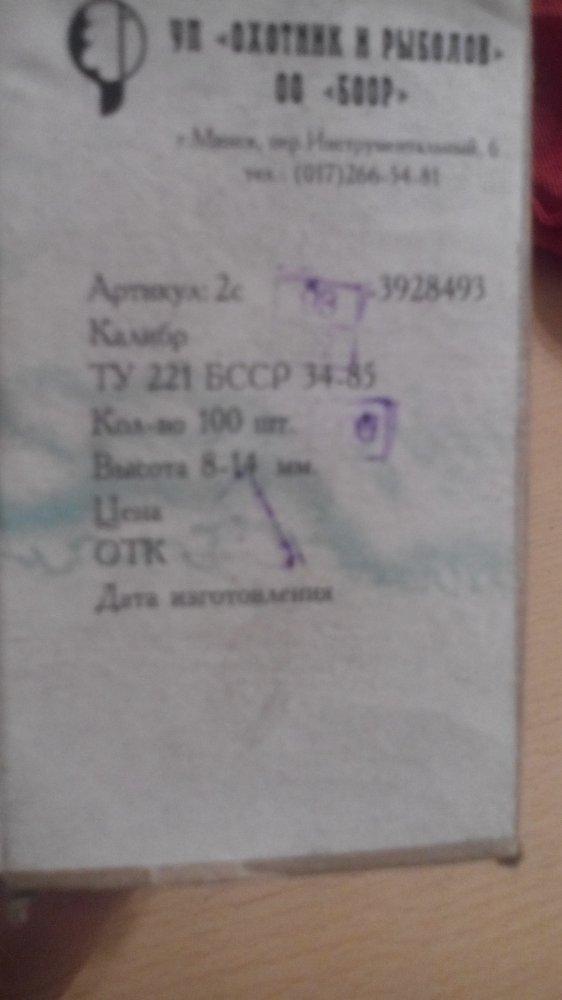 УП «ОХОТНИК И РЫБОЛОВ»
ОО «БООР»
г.Минск, пер.Инструментальный, 6
тел.: (017)266-54-81
Артикул: 2с -3928493
Калибр
ТУ 221 БССР 34-85
Кол-во 100 шт.
Высота 8-14 мм.
Цена
ОТК
Дата изготовления